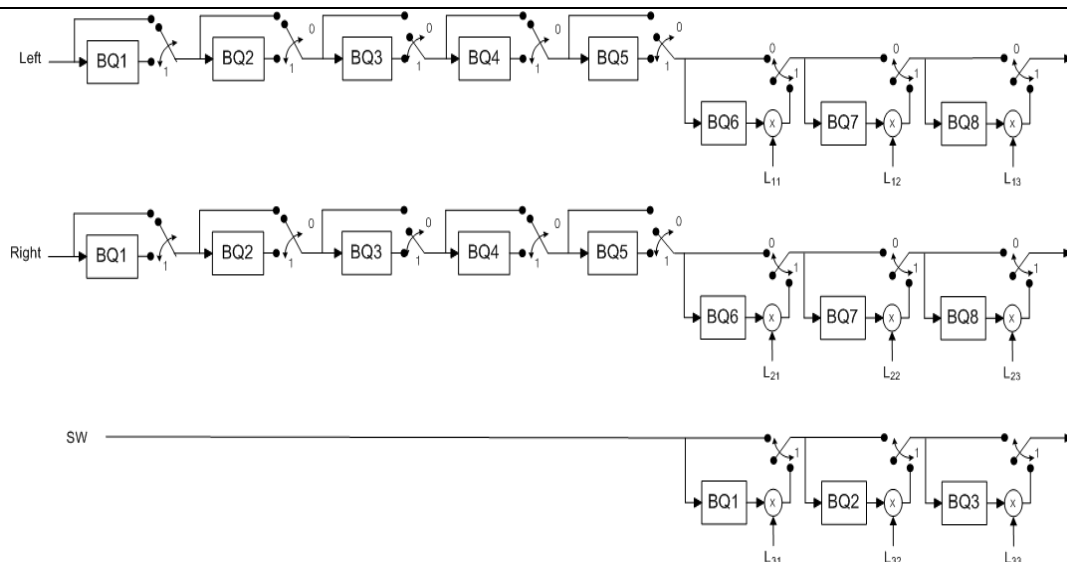 0 0 0 0
Left BQ1 BQ2 BQ3 BQ4 BQ5
1 1 1 1 1
0 0 0
1 1 1
BQ6 X BQ7 X BQ8 X
L11 L12 L13
0 0 0 0
Right BQ1 BQ2 BQ3 BQ4 BQ5
1 1 1 1 1
0 0 0
1 1 1
BQ6 X BQ7 X BQ8 X
L21 L22 L23
SW
1 1 1
BQ1 X BQ2 X BQ3 X
L31 L32 L33